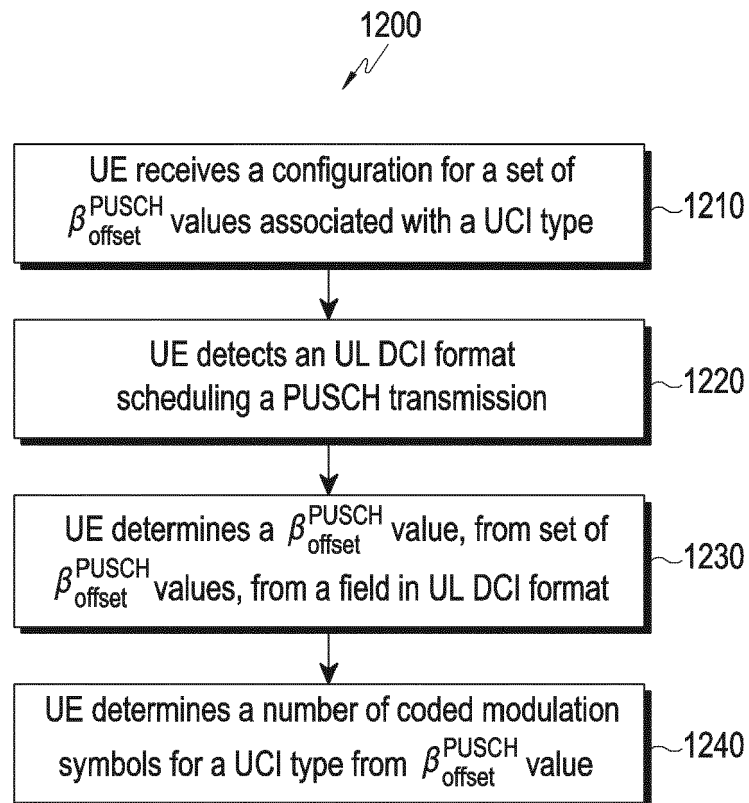 1200
UE receives a configuration for a set of
β_offset^PUSCH values associated with a UCI type
1210
UE detects an UL DCI format
scheduling a PUSCH transmission
1220
UE determines a β_offset^PUSCH value, from set of
β_offset^PUSCH values, from a field in UL DCI format
1230
UE determines a number of coded modulation
symbols for a UCI type from β_offset^PUSCH value
1240